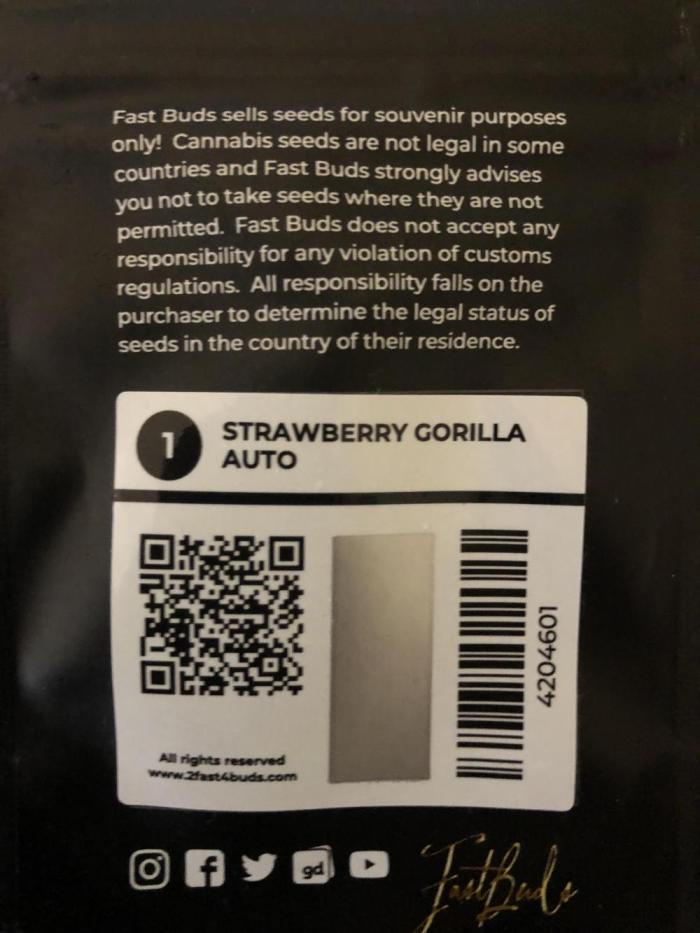 Fast Buds sells seeds for souvenir purposes
only! Cannabis seeds are not legal in some
countries and Fast Buds strongly advises
you not to take seeds where they are not
permitted. Fast Buds does not accept any
responsibility for any violation of customs
regulations. All responsibility falls on the
purchaser to determine the legal status of
seeds in the country of their residence.
1
STRAWBERRY GORILLA
AUTO
4204601
All rights reserved
www.2fast4buds.com
gd
FastBuds